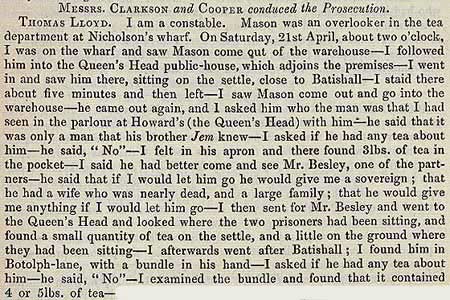 MESSRS. CLARKSON and COOPER conduced the Prosecution.
THOMAS LLOYD. I am a constable. Mason was an overlooker in the tea
department at Nicholson's wharf. On Saturday, 21st April, about two o'clock,
I was on the wharf and saw Mason come out of the warehouse—I followed
him into the Queen's Head public-house, which adjoins the premises—I went
in and saw him there, sitting on the settle, close to Batishall—I staid there
about five minutes and then left—I saw Mason come out and go into the
warehouse—he came out again, and I asked him who the man was that I had
seen in the parlour at Howard's (the Queen's Head) with him—he said that it
was only a man that his brother Jem knew—I asked if he had any tea about
him—he said, "No"—I felt in his apron and there found 3lbs. of tea in
the pocket—I said he had better come and see Mr. Besley, one of the part-
ners—he said that if I would let him go he would give me a sovereign; that
he had a wife who was nearly dead, and a large family; that he would give
me anything if I would let him go—I then sent for Mr. Besley and went to
the Queen's Head and looked where the two prisoners had been sitting, and
found a small quantity of tea on the settle, and a little on the ground where
they had been sitting—I afterwards went after Batishall; I found him in
Botolph-lane, with a bundle in his hand—I asked if he had any tea about
him—he said, "No"—I examined the bundle and found that it contained
4 or 5lbs. of tea—